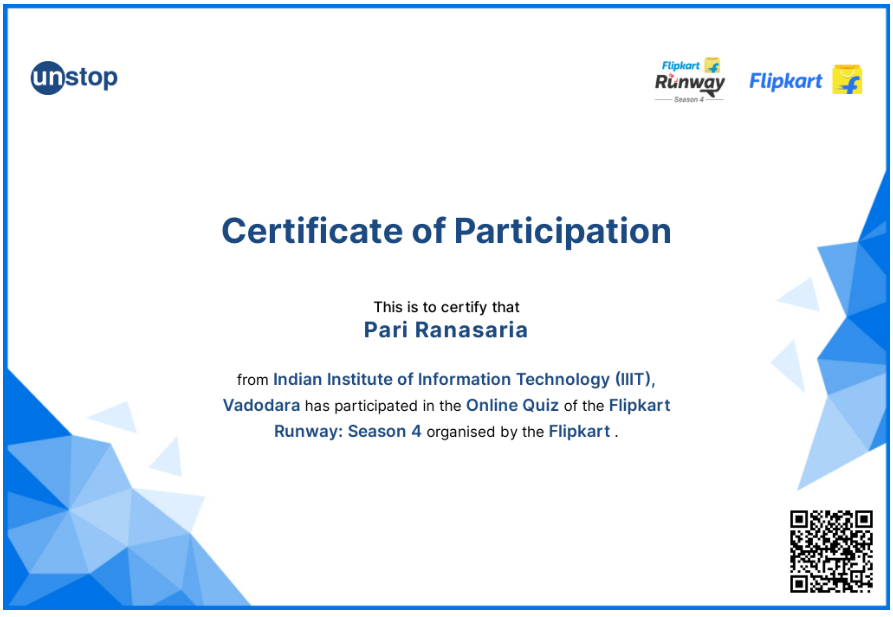 unstop
Flipkart
Runway
Season 4
Flipkart
Certificate of Participation
This is to certify that
Pari Ranasaria
from Indian Institute of Information Technology (IIIT),
Vadodara has participated in the Online Quiz of the Flipkart
Runway: Season 4 organised by the Flipkart .